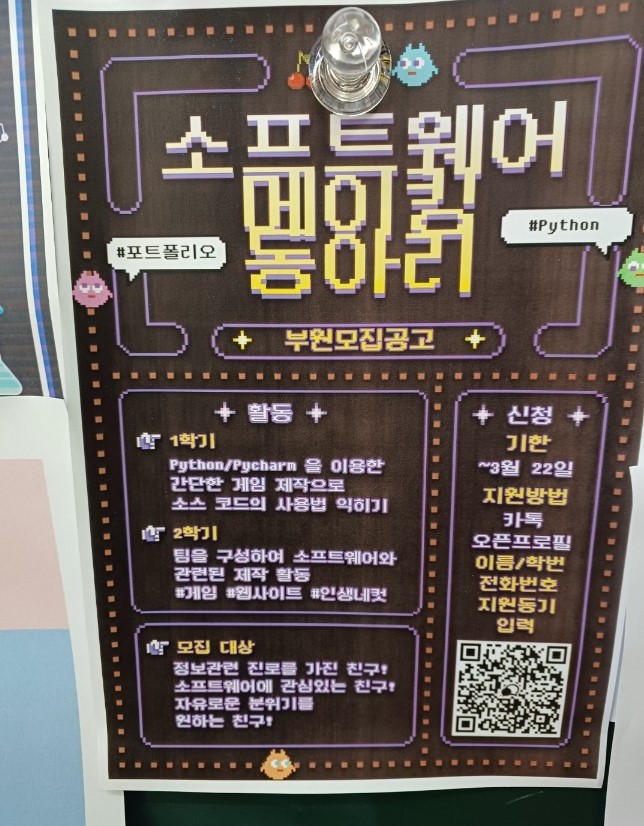 소프트웨어
메이커
동아리
#포트폴리오
#Python
부원모집공고
활동
1학기
Python/Pycharm 을 이용한
간단한 게임 제작으로
소스 코드의 사용법 익히기
2학기
팀을 구성하여 소프트웨어와
관련된 제작 활동
#게임 #웹사이트 #인생네컷
모집 대상
정보관련 진로를 가진 친구!
소프트웨어에 관심있는 친구!
자유로운 분위기를
원하는 친구!
신청
기한
~3월 22일
지원방법
카톡
오픈프로필
이름/학번
전화번호
지원동기
입력